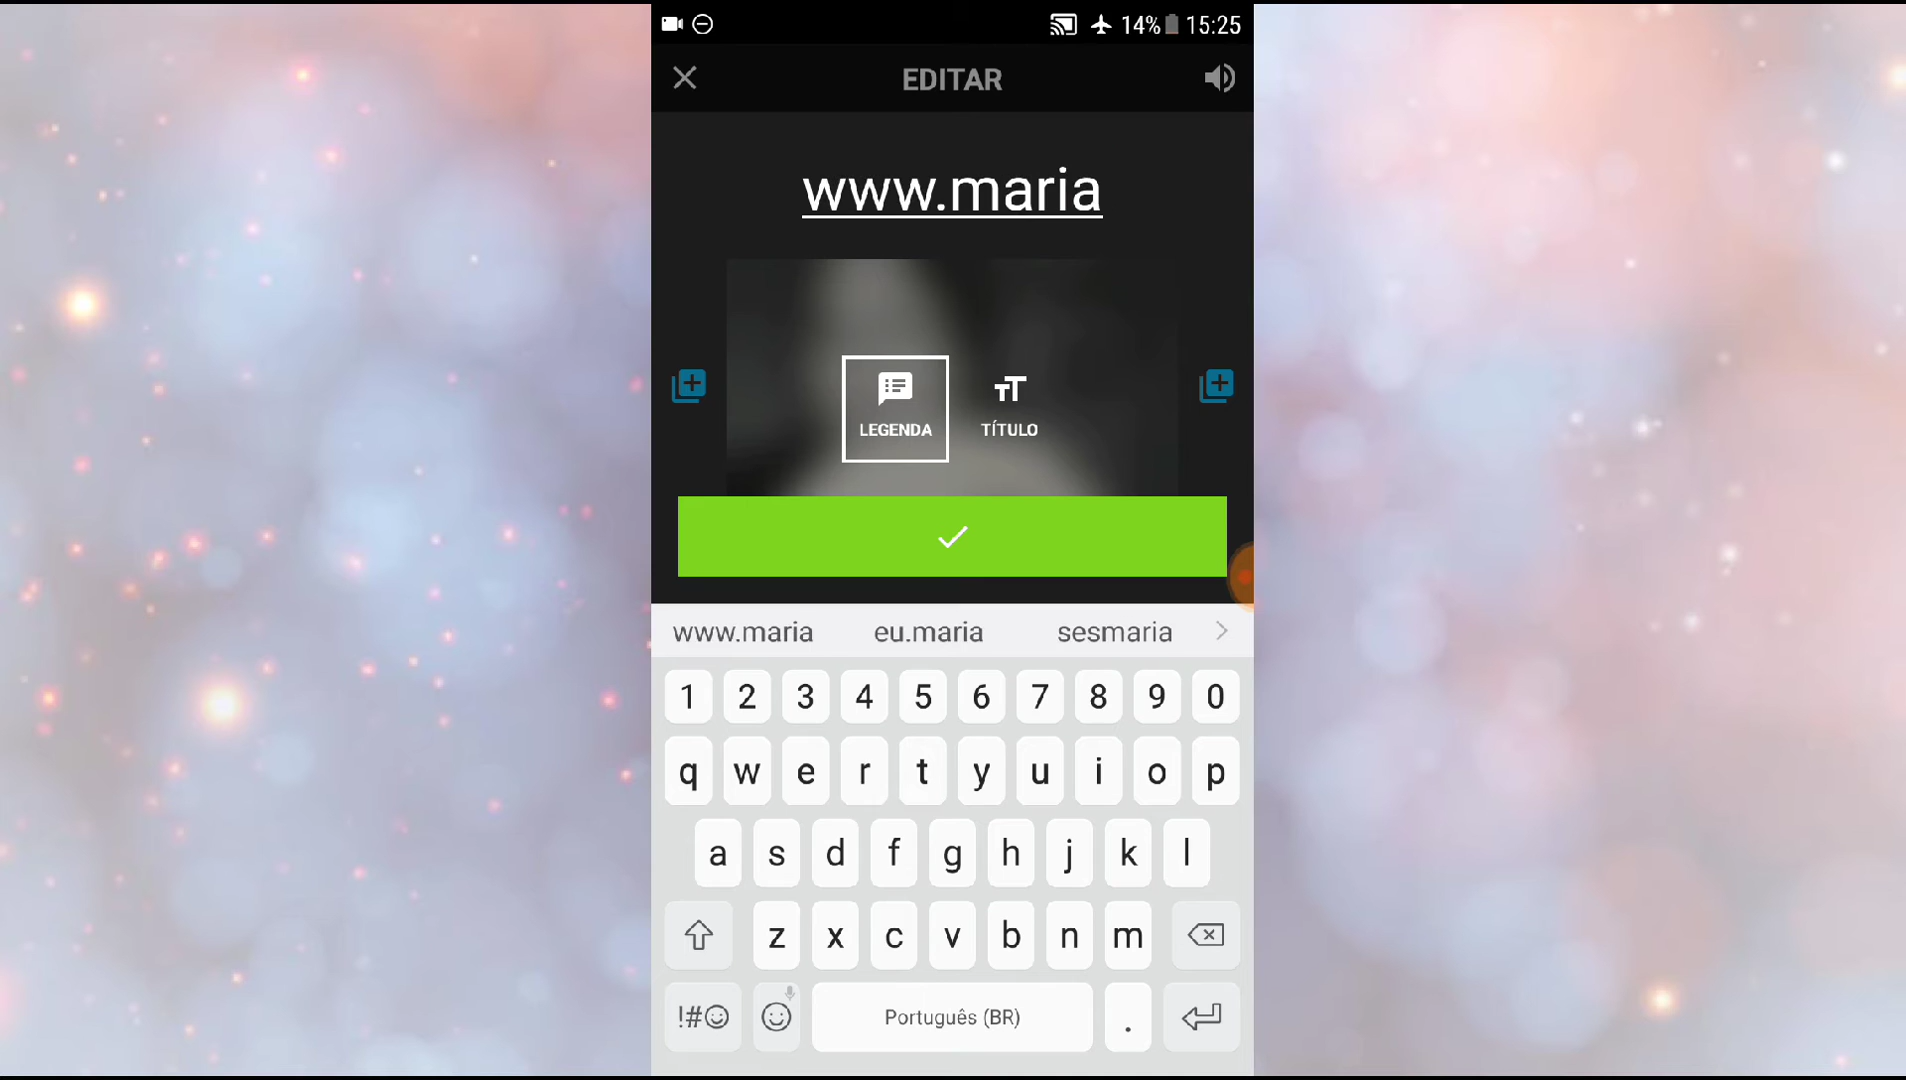 14% 15:25
EDITAR
www.maria
LEGENDA TÍTULO
www.maria eu.maria sesmaria
1 2 3 4 5 6 7 8 9 0
q w e r t y u i o p
a s d f g h j k l
z x c v b n m
!#☺ Português (BR) .